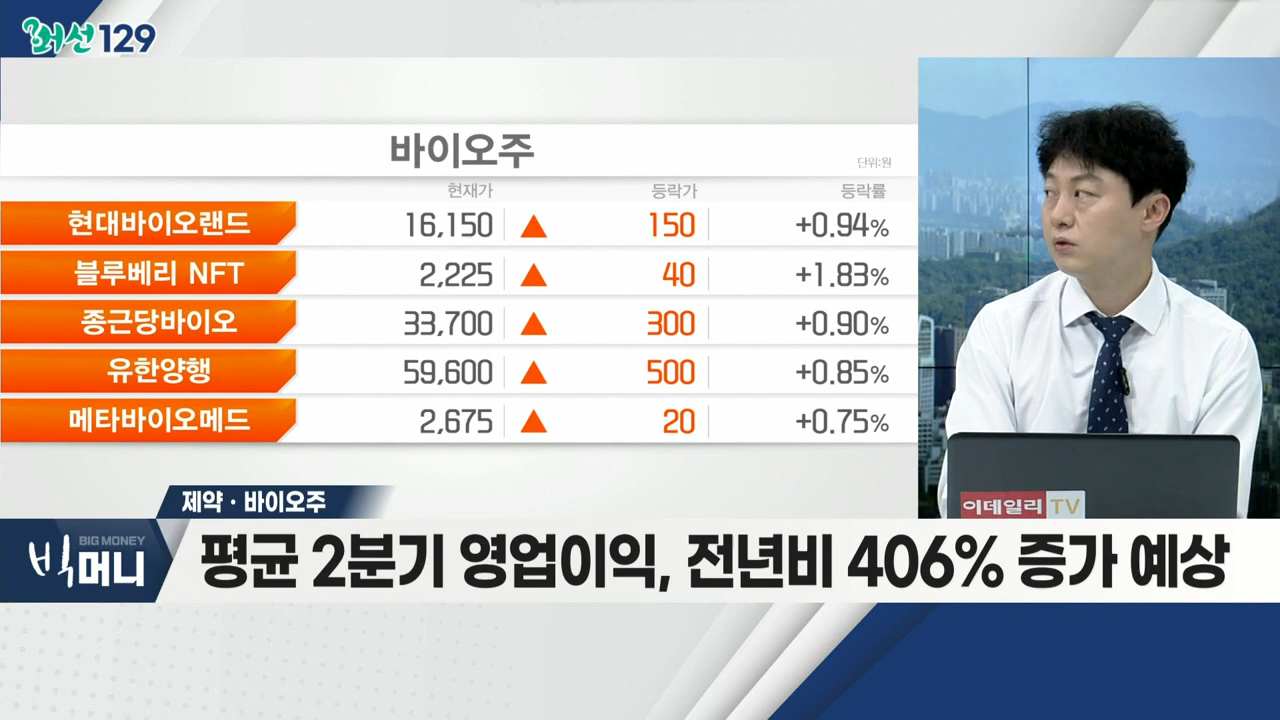 머선129
바이오주
단위:원
현재가 등락가 등락률
현대바이오랜드 16,150 ▲ 150 +0.94%
블루베리 NFT 2,225 ▲ 40 +1.83%
종근당바이오 33,700 ▲ 300 +0.90%
유한양행 59,600 ▲ 500 +0.85%
메타바이오메드 2,675 ▲ 20 +0.75%
이데일리TV
제약·바이오주
BIG MONEY
빅머니
평균 2분기 영업이익, 전년비 406% 증가 예상